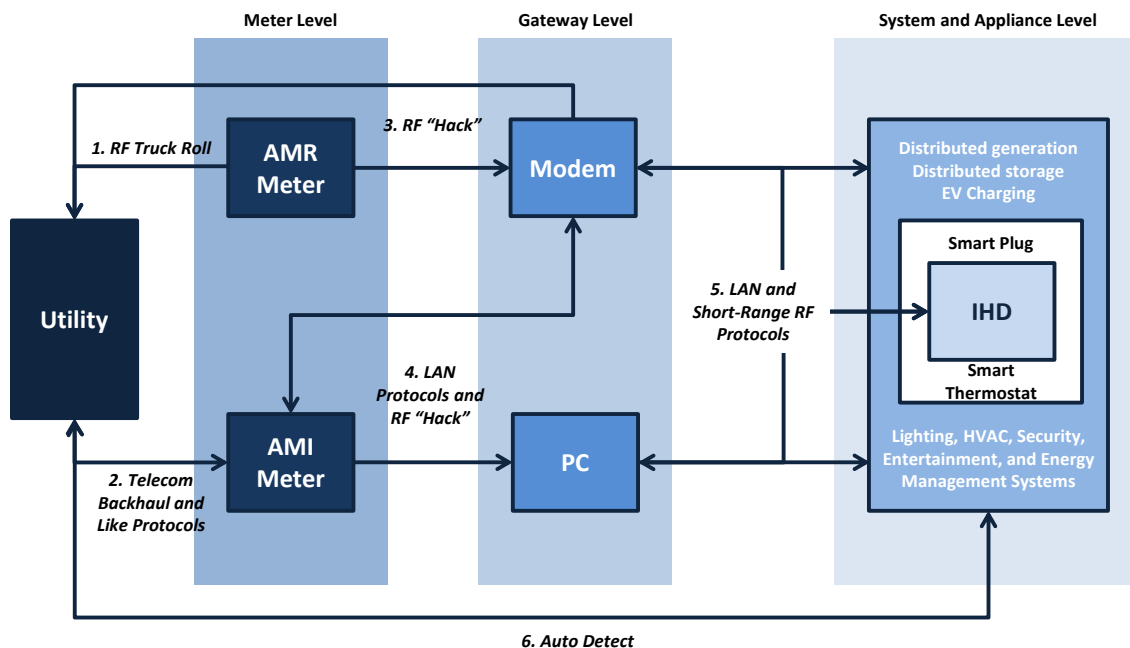 Meter Level
Gateway Level
System and Appliance Level
1. RF Truck Roll
AMR
Meter
3. RF “Hack”
Modem
Distributed generation
Distributed storage
EV Charging
Smart Plug
IHD
Smart
Thermostat
Utility
5. LAN and
Short-Range RF
Protocols
4. LAN
Protocols and
RF “Hack”
AMI
Meter
PC
Lighting, HVAC, Security,
Entertainment, and Energy
Management Systems
2. Telecom
Backhaul and
Like Protocols
6. Auto Detect